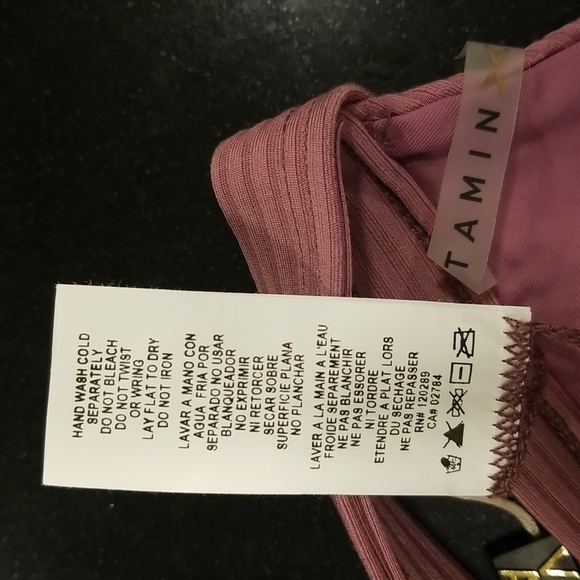 TAMIN
HAND WASH COLD
SEPARATELY
DO NOT BLEACH
DO NOT TWIST
OR WRING
LAY FLAT TO DRY
DO NOT IRON
LAVAR A MANO CON
AGUA FRIA POR
SEPARADO NO USAR
BLANQUEADOR
NO EXPRIMIR
NI RETORCER
SECAR SOBRE
SUPERFICIE PLANA
NO PLANCHAR
LAVER A LA MAIN A L'EAU
FROIDE SEPAREMENT
NE PAS BLANCHIR
NE PAS ESSORER
NI TORDRE
ETENDRE A PLAT LORS
DU SECHAGE
NE PAS REPASSER
RN# 120289
CA# 02784